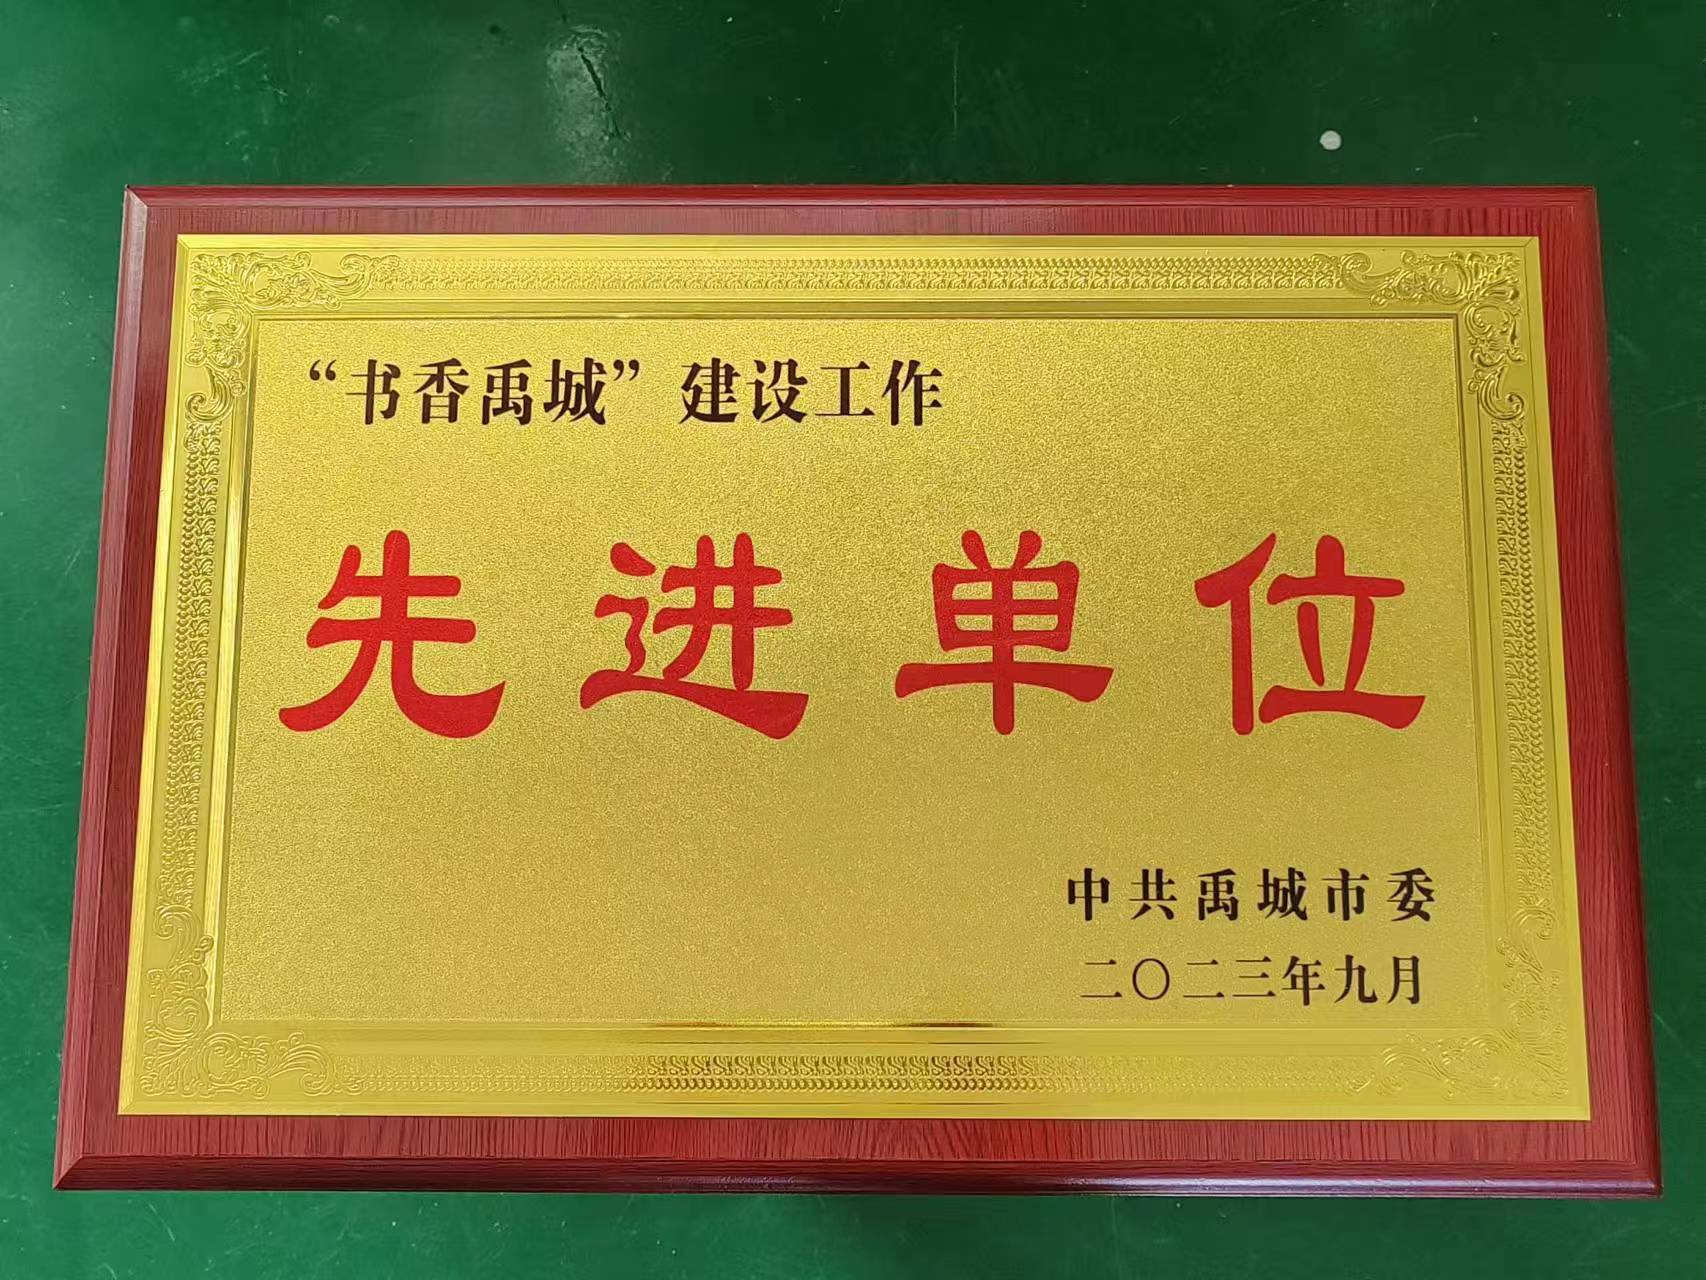 “书香禹城”建设工作
先进单位
中共禹城市委
二〇二三年九月